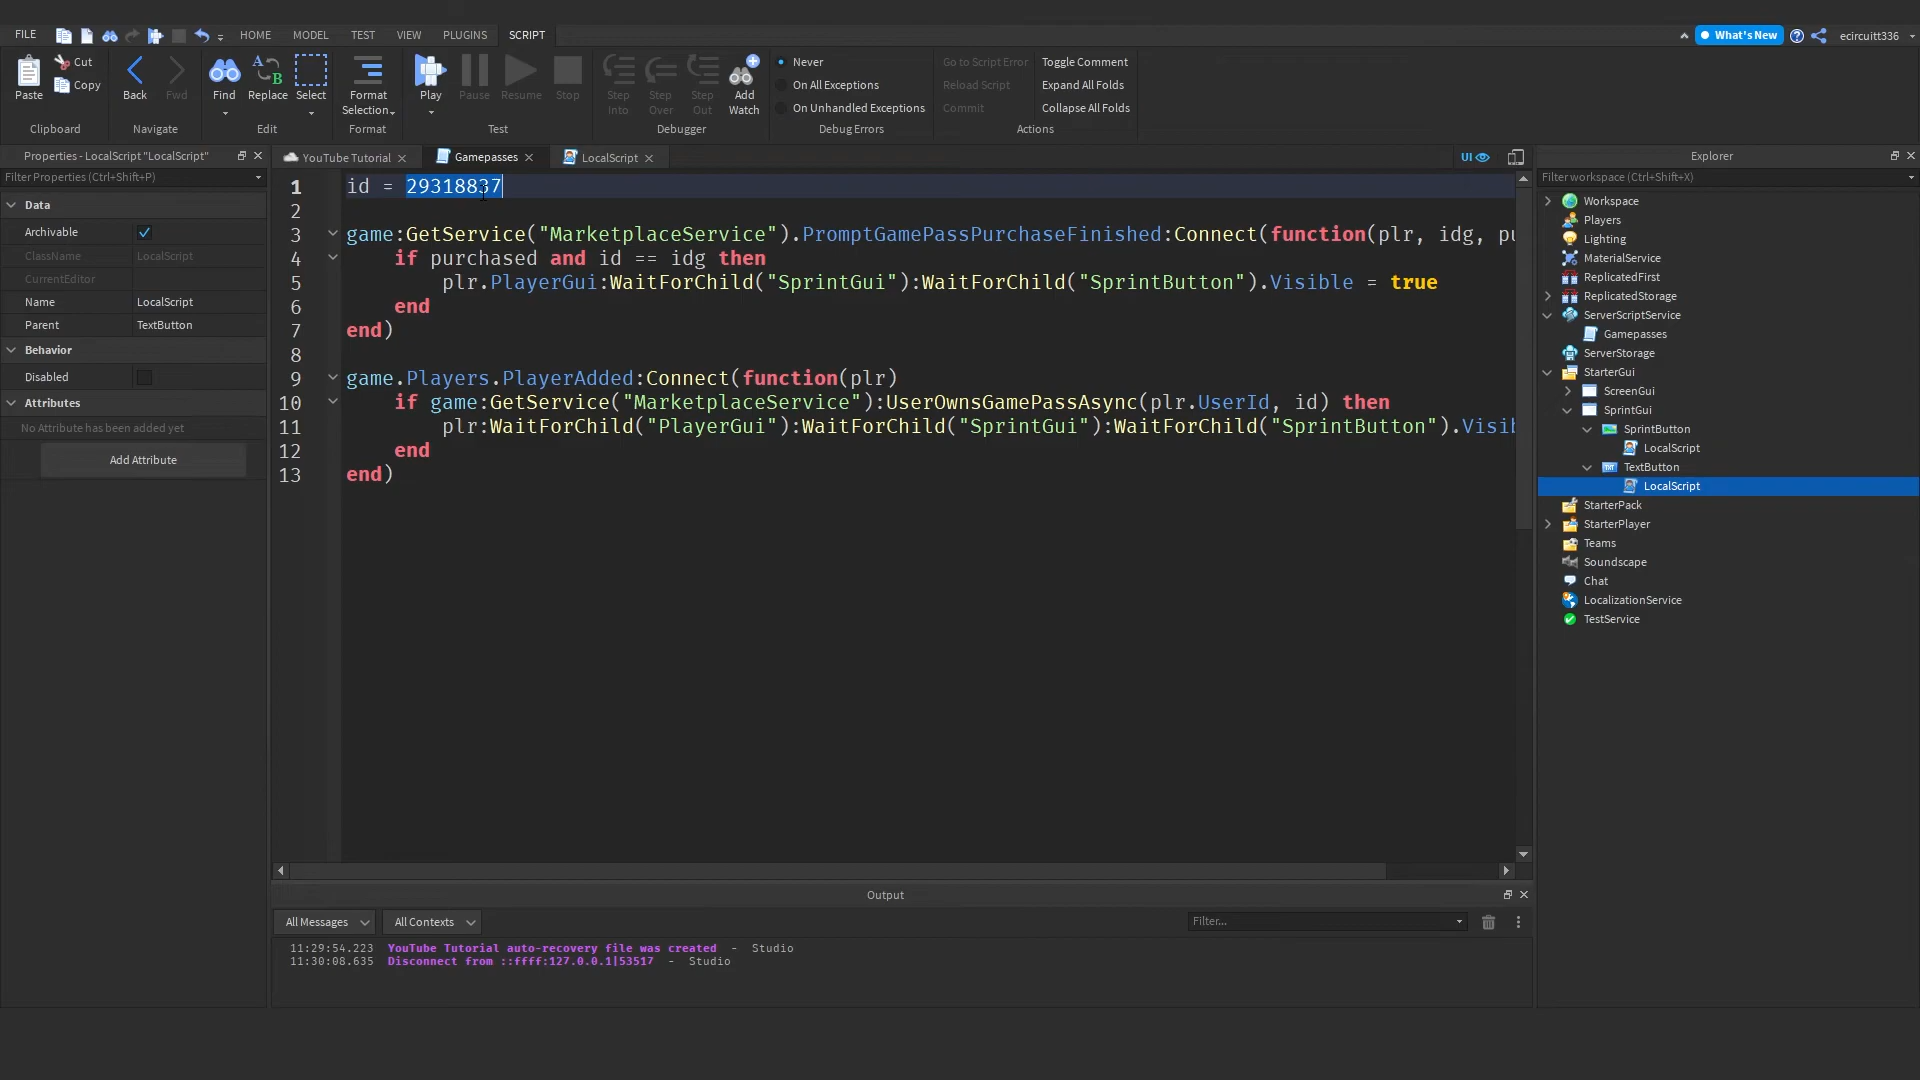 FILE HOME MODEL TEST VIEW PLUGINS SCRIPT What's New ecircuitt336
Paste Cut Copy Back Fwd Find Replace Select Format Selection Play Pause Resume Stop Step Into Step Over Step Out Add Watch
Never Go to Script Error Toggle Comment
On All Exceptions Reload Script Expand All Folds
On Unhandled Exceptions Commit Collapse All Folds
Clipboard Navigate Edit Format Test Debugger Debug Errors Actions
Properties - LocalScript "LocalScript"
Filter Properties (Ctrl+Shift+P)
Data
Archivable
ClassName LocalScript
CurrentEditor
Name LocalScript
Parent TextButton
Behavior
Disabled
Attributes
No Attribute has been added yet
Add Attribute
YouTube Tutorial Gamepasses LocalScript UI
1 id = 29318837
2
3 game:GetService("MarketplaceService").PromptGamePassPurchaseFinished:Connect(function(plr, idg, pu
4 if purchased and id == idg then
5 plr.PlayerGui:WaitForChild("SprintGui"):WaitForChild("SprintButton").Visible = true
6 end
7 end)
8
9 game.Players.PlayerAdded:Connect(function(plr)
10 if game:GetService("MarketplaceService"):UserOwnsGamePassAsync(plr.UserId, id) then
11 plr:WaitForChild("PlayerGui"):WaitForChild("SprintGui"):WaitForChild("SprintButton").Visib
12 end
13 end)
Output
All Messages All Contexts Filter...
11:29:54.223 YouTube Tutorial auto-recovery file was created - Studio
11:30:08.635 Disconnect from ::ffff:127.0.0.1|53517 - Studio
Explorer
Filter workspace (Ctrl+Shift+X)
Workspace
Players
Lighting
MaterialService
ReplicatedFirst
ReplicatedStorage
ServerScriptService
Gamepasses
ServerStorage
StarterGui
ScreenGui
SprintGui
SprintButton
LocalScript
TextButton
LocalScript
StarterPack
StarterPlayer
Teams
Soundscape
Chat
LocalizationService
TestService